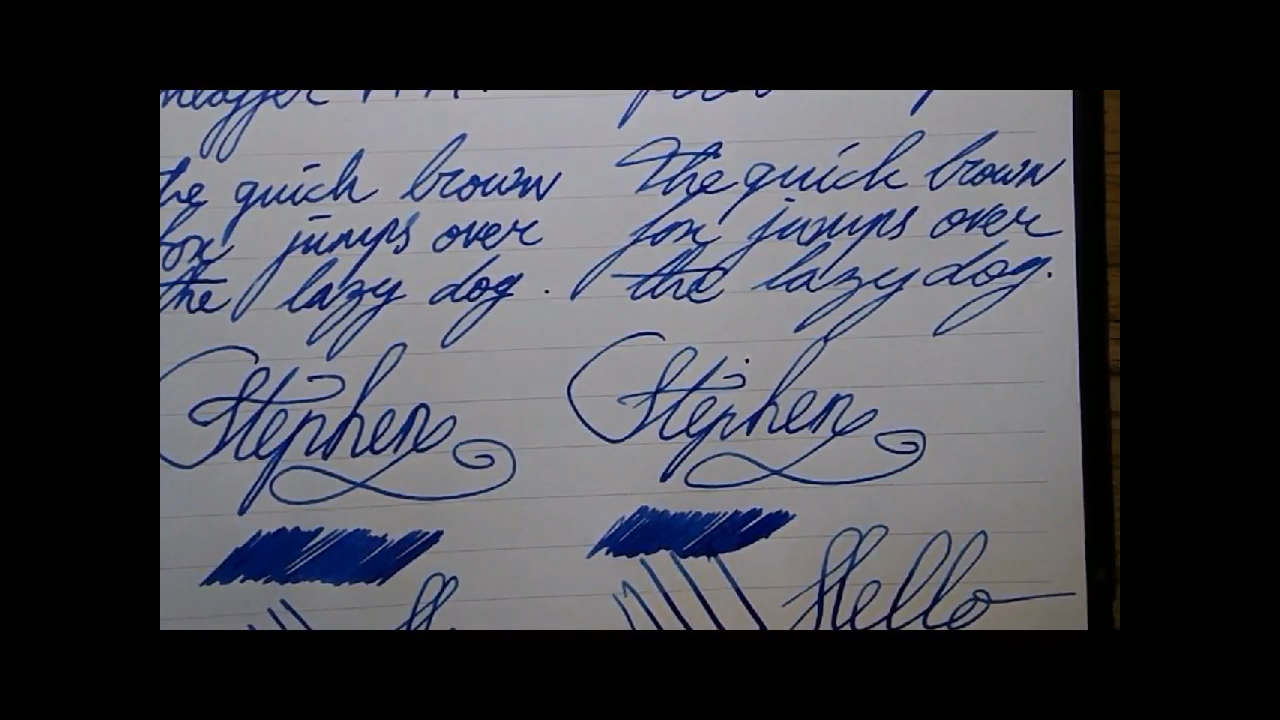 the quick brown
fox jumps over
the lazy dog.
Stephen
The quick brown
fox jumps over
the lazy dog.
Stephen
Hello